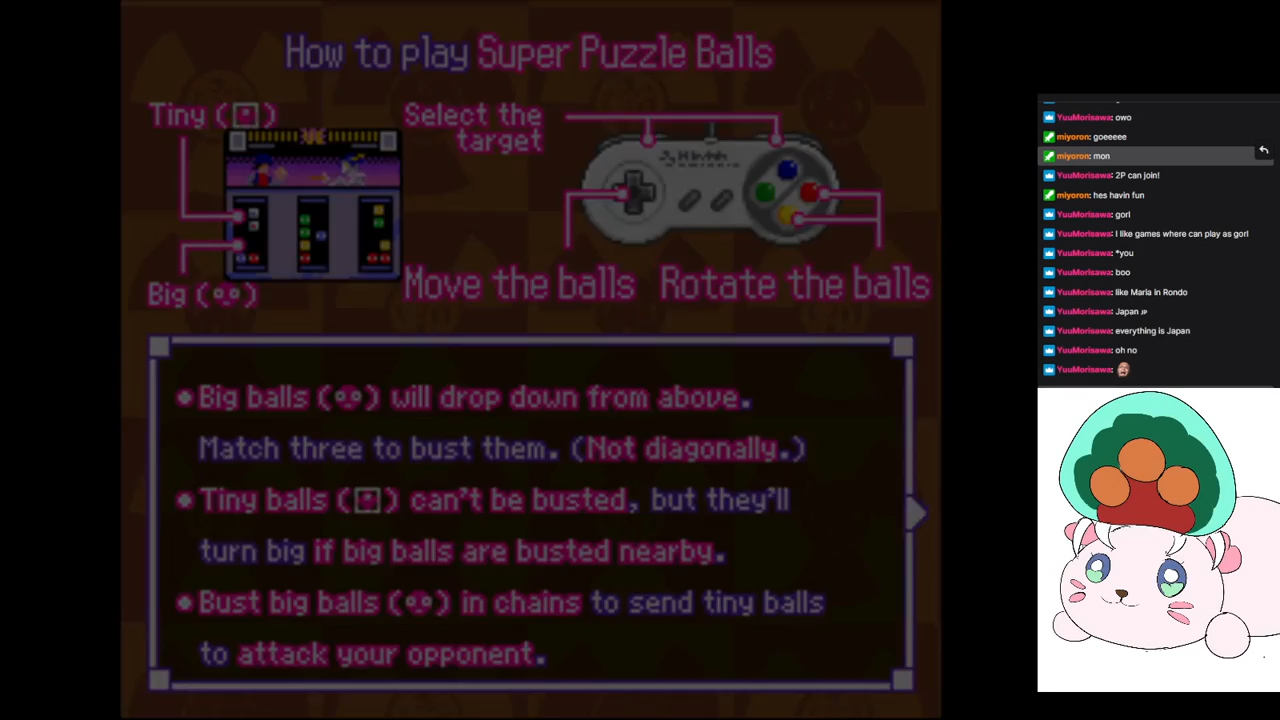 How to play Super Puzzle Balls
Tiny ( )
Select the
target
VS
Big ( )
Move the balls
Rotate the balls
Big balls ( ) will drop down from above.
Match three to bust them. (Not diagonally.)
Tiny balls ( ) can't be busted, but they'll
turn big if big balls are busted nearby.
Bust big balls ( ) in chains to send tiny balls
to attack your opponent.
YuuMorisawa: owo
miyoron: goeeeee
miyoron: mon
YuuMorisawa: 2P can join!
miyoron: hes havin fun
YuuMorisawa: gorl
YuuMorisawa: I like games where can play as gorl
YuuMorisawa: *you
YuuMorisawa: boo
YuuMorisawa: like Maria in Rondo
YuuMorisawa: Japan JP
YuuMorisawa: everything is Japan
YuuMorisawa: oh no
YuuMorisawa: